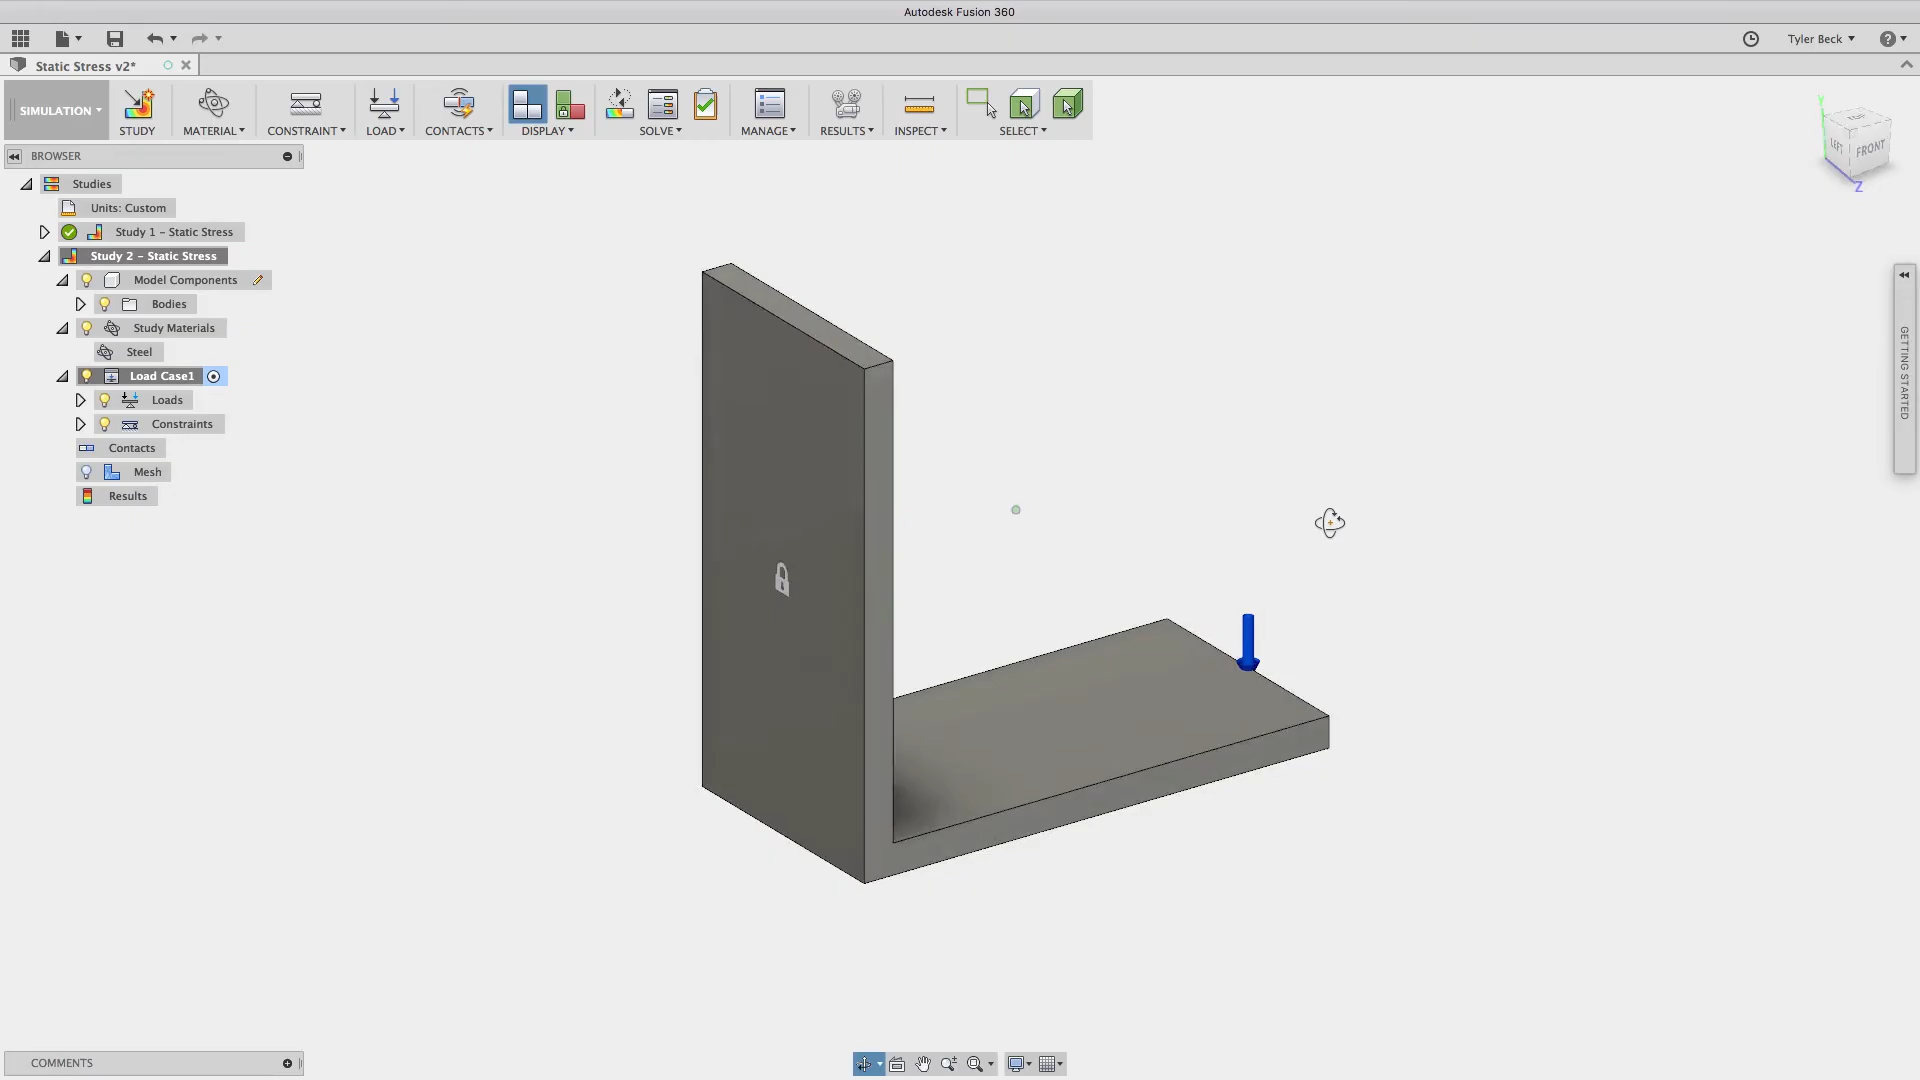 Autodesk Fusion 360
Tyler Beck
Static Stress v2*
SIMULATION
STUDY
MATERIAL
CONSTRAINT
LOAD
CONTACTS
DISPLAY
SOLVE
MANAGE
RESULTS
INSPECT
SELECT
BROWSER
Studies
Units: Custom
Study 1 - Static Stress
Study 2 - Static Stress
Model Components
Bodies
Study Materials
Steel
Load Case1
Loads
Constraints
Contacts
Mesh
Results
Y
LEFT
FRONT
Z
GETTING STARTED
COMMENTS